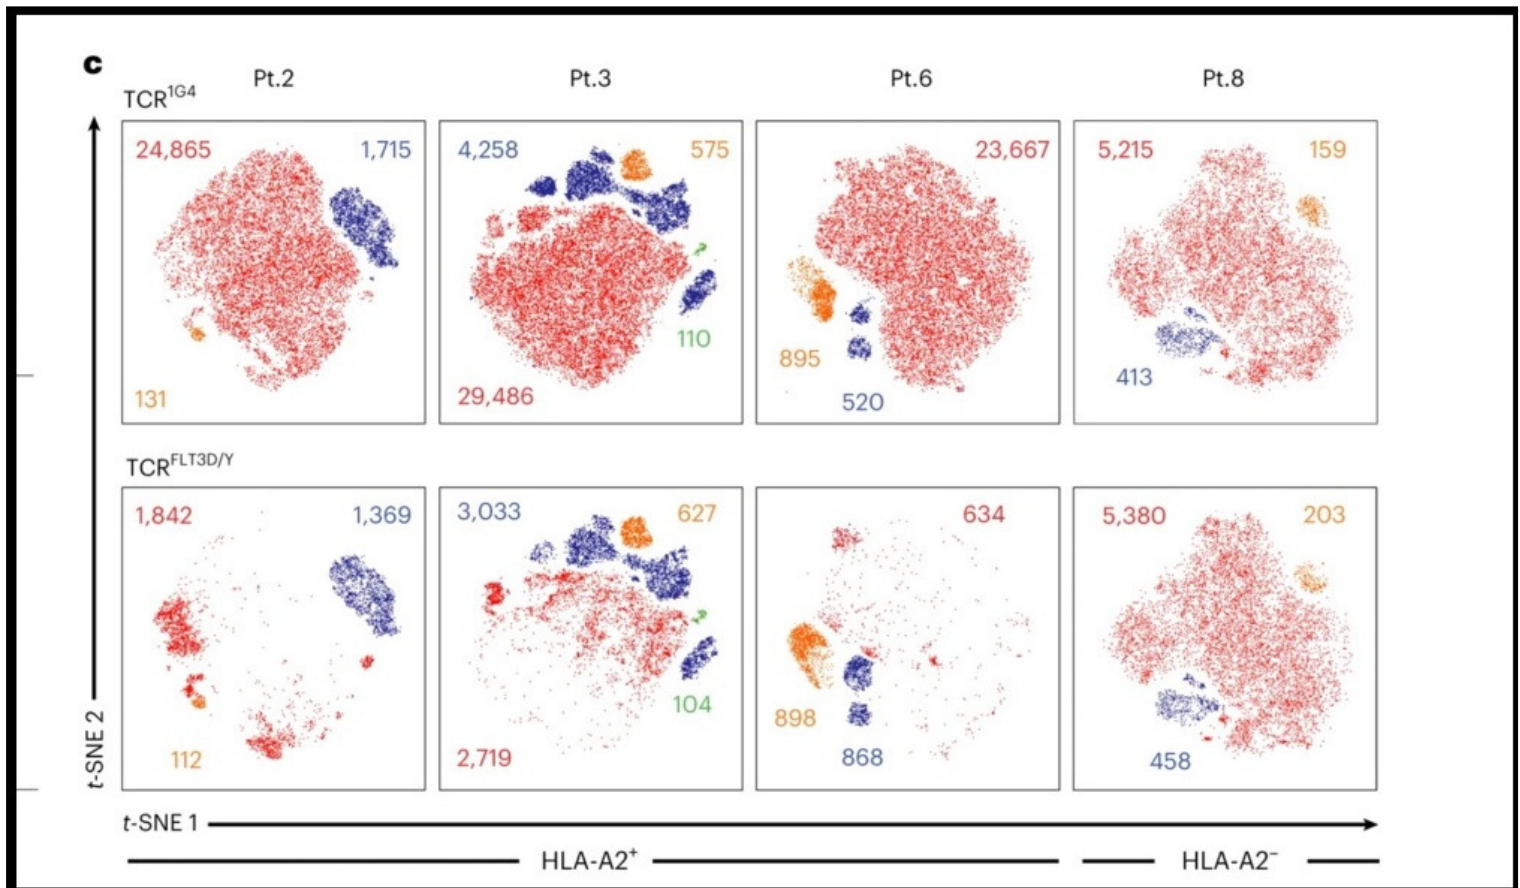 c
Pt.2 Pt.3 Pt.6 Pt.8
TCR1G4
24,865 1,715 4,258 575 23,667 5,215 159
110
895
413
131 29,486 520
TCRFLT3D/Y
1,842 1,369 3,033 627 634 5,380 203
104
898
112 2,719 868 458
t-SNE 2
t-SNE 1
HLA-A2+ HLA-A2−